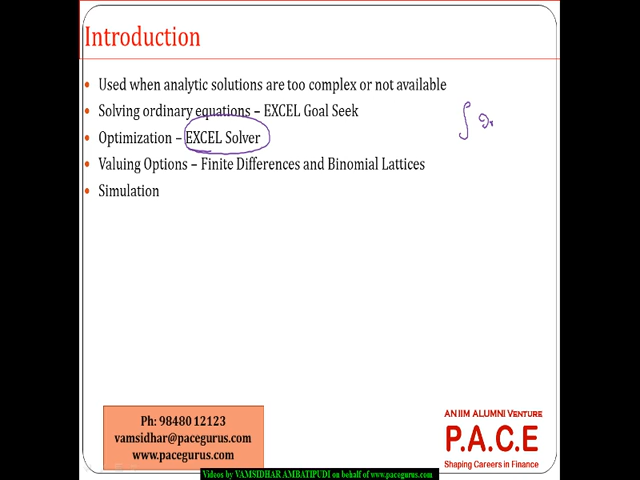 Introduction
Used when analytic solutions are too complex or not available
Solving ordinary equations – EXCEL Goal Seek
Optimization – EXCEL Solver
Valuing Options – Finite Differences and Binomial Lattices
Simulation
Ph: 98480 12123
vamsidhar@pacegurus.com
www.pacegurus.com
AN IIM ALUMNI VENTURE
P.A.C.E
Shaping Careers in Finance
Videos by VAMSIDHAR AMBATIPUDI on behalf of www.pacegurus.com